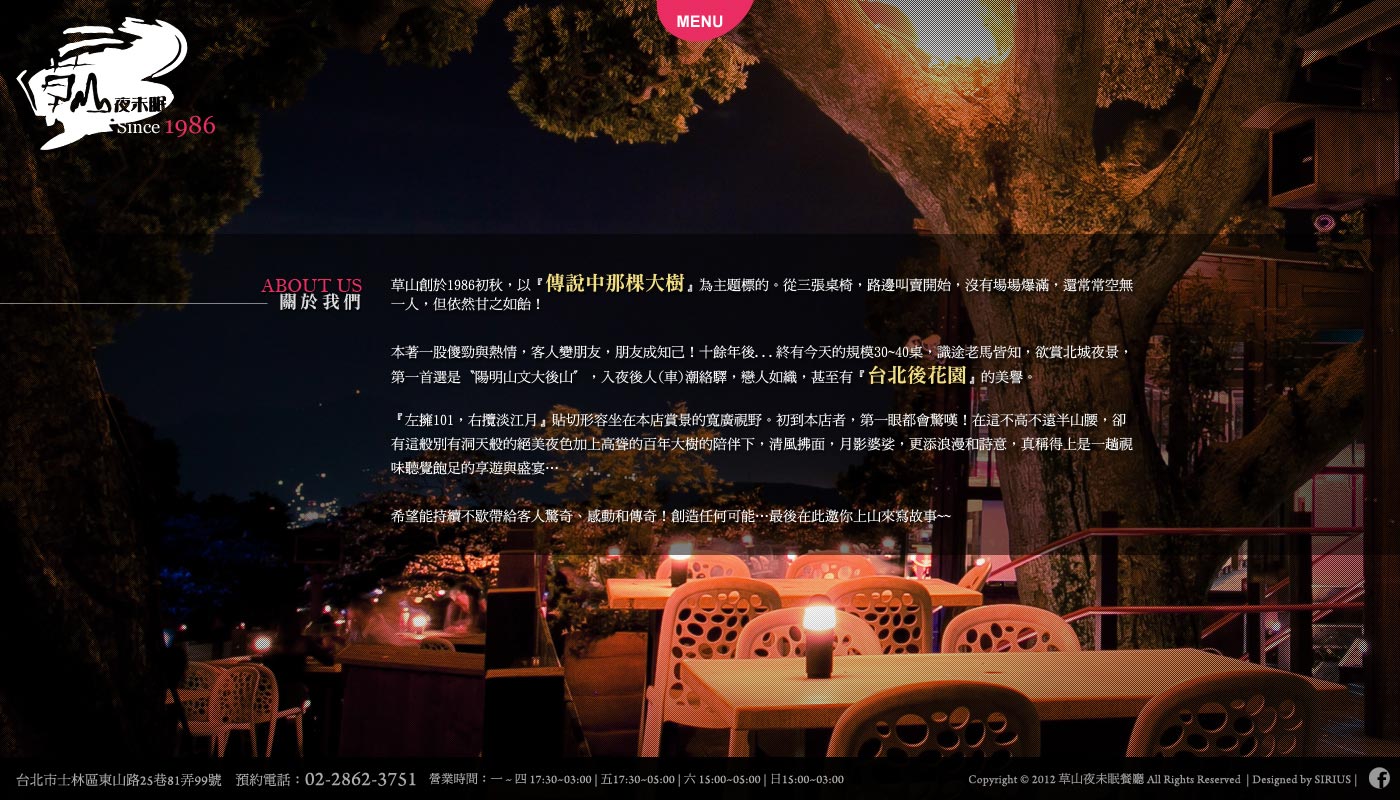 MENU
草山夜未眠
Since 1986
ABOUT US
關於我們
草山創於1986初秋，以『傳說中那棵大樹』為主題標的。從三張桌椅，路邊叫賣開始，沒有場場爆滿，還常常空無
一人，但依然甘之如飴！
本著一股傻勁與熱情，客人變朋友，朋友成知己！十餘年後...終有今天的規模30~40桌，識途老馬皆知，欲賞北城夜景，
第一首選是〝陽明山文大後山〞，入夜後人(車)潮絡驛，戀人如織，甚至有『台北後花園』的美譽。
『左擁101，右攬淡江月』貼切形容坐在本店賞景的寬廣視野。初到本店者，第一眼都會驚嘆！在這不高不遠半山腰，卻
有這般別有洞天般的絕美夜色加上高聳的百年大樹的陪伴下，清風拂面，月影婆娑，更添浪漫和詩意，真稱得上是一趟視
味聽覺飽足的享遊與盛宴…
希望能持續不歇帶給客人驚奇、感動和傳奇！創造任何可能…最後在此邀你上山來寫故事~~
台北市士林區東山路25巷81弄99號 預約電話：02-2862-3751 營業時間：一 ~ 四 17:30~03:00 | 五17:30~05:00 | 六 15:00~05:00 | 日15:00~03:00
Copyright © 2012 草山夜未眠餐廳 All Rights Reserved | Designed by SIRIUS |